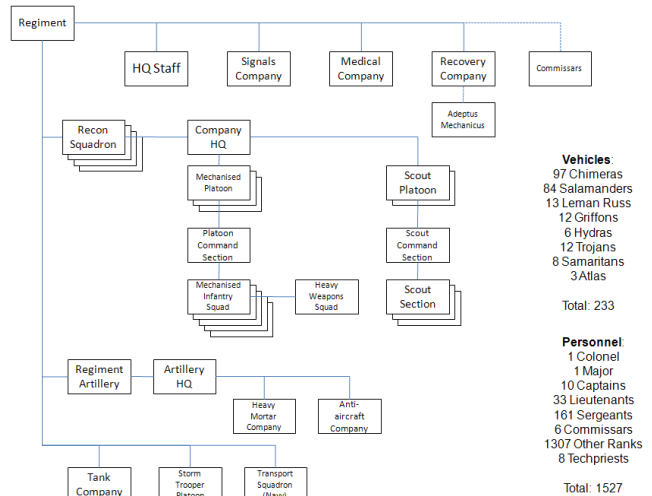 Regiment
HQ Staff
Signals
Company
Medical
Company
Recovery
Company
Commissars
Adeptus
Mechanicus
Recon
Squadron
Company
HQ
Mechanised
Platoon
Scout
Platoon
Platoon
Command
Section
Scout
Command
Section
Mechanised
Infantry
Squad
Heavy
Weapons
Squad
Scout
Section
Regiment
Artillery
Artillery
HQ
Heavy
Mortar
Company
Anti-
aircraft
Company
Tank
Company
Storm
Trooper
Platoon
Transport
Squadron
(Navy)
Vehicles:
97 Chimeras
84 Salamanders
13 Leman Russ
12 Griffons
6 Hydras
12 Trojans
8 Samaritans
3 Atlas
Total: 233
Personnel:
1 Colonel
1 Major
10 Captains
33 Lieutenants
161 Sergeants
6 Commissars
1307 Other Ranks
8 Techpriests
Total: 1527